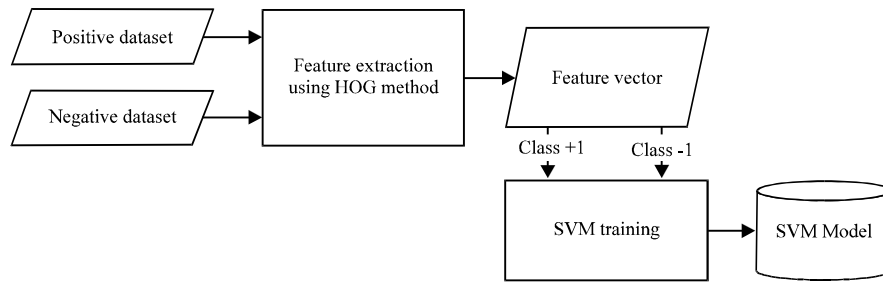 Positive dataset
Negative dataset
Feature extraction
using HOG method
Feature vector
Class +1
Class -1
SVM training
SVM Model